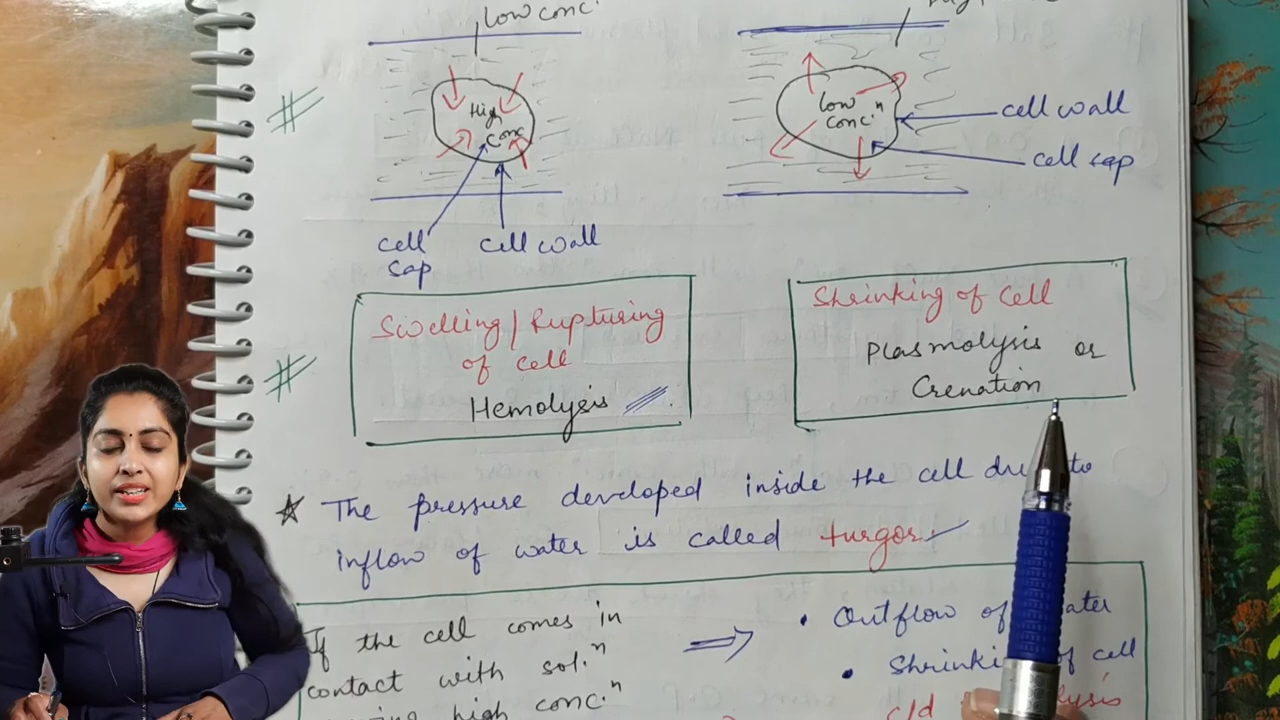 low conc.
#
High
conc
cell
sap
cell wall
low
conc.n
cell wall
cell sap
#
Swelling / Rupturing
of cell
Hemolysis
Shrinking of Cell
Plasmolysis or
Crenation
The pressure developed inside the cell due to
inflow of water is called turgor
If the cell comes in
contact with sol.n
high conc.n
• Outflow of water
• Shrinking of cell
c/d